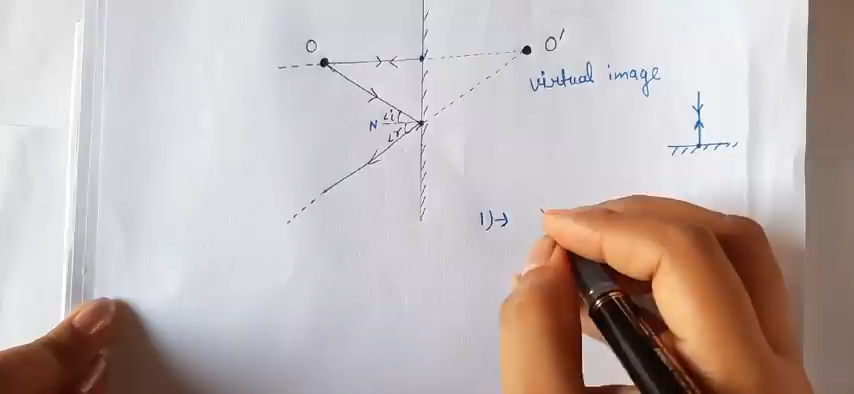 O
O'
virtual image
N ∠i
∠r
1)→